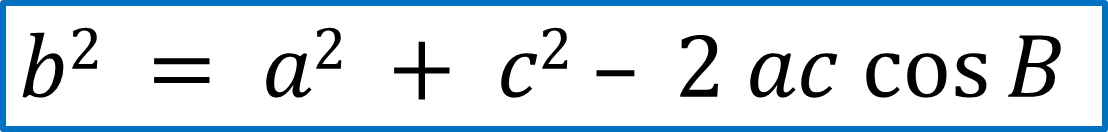 b² = a² + c² – 2 ac cos B